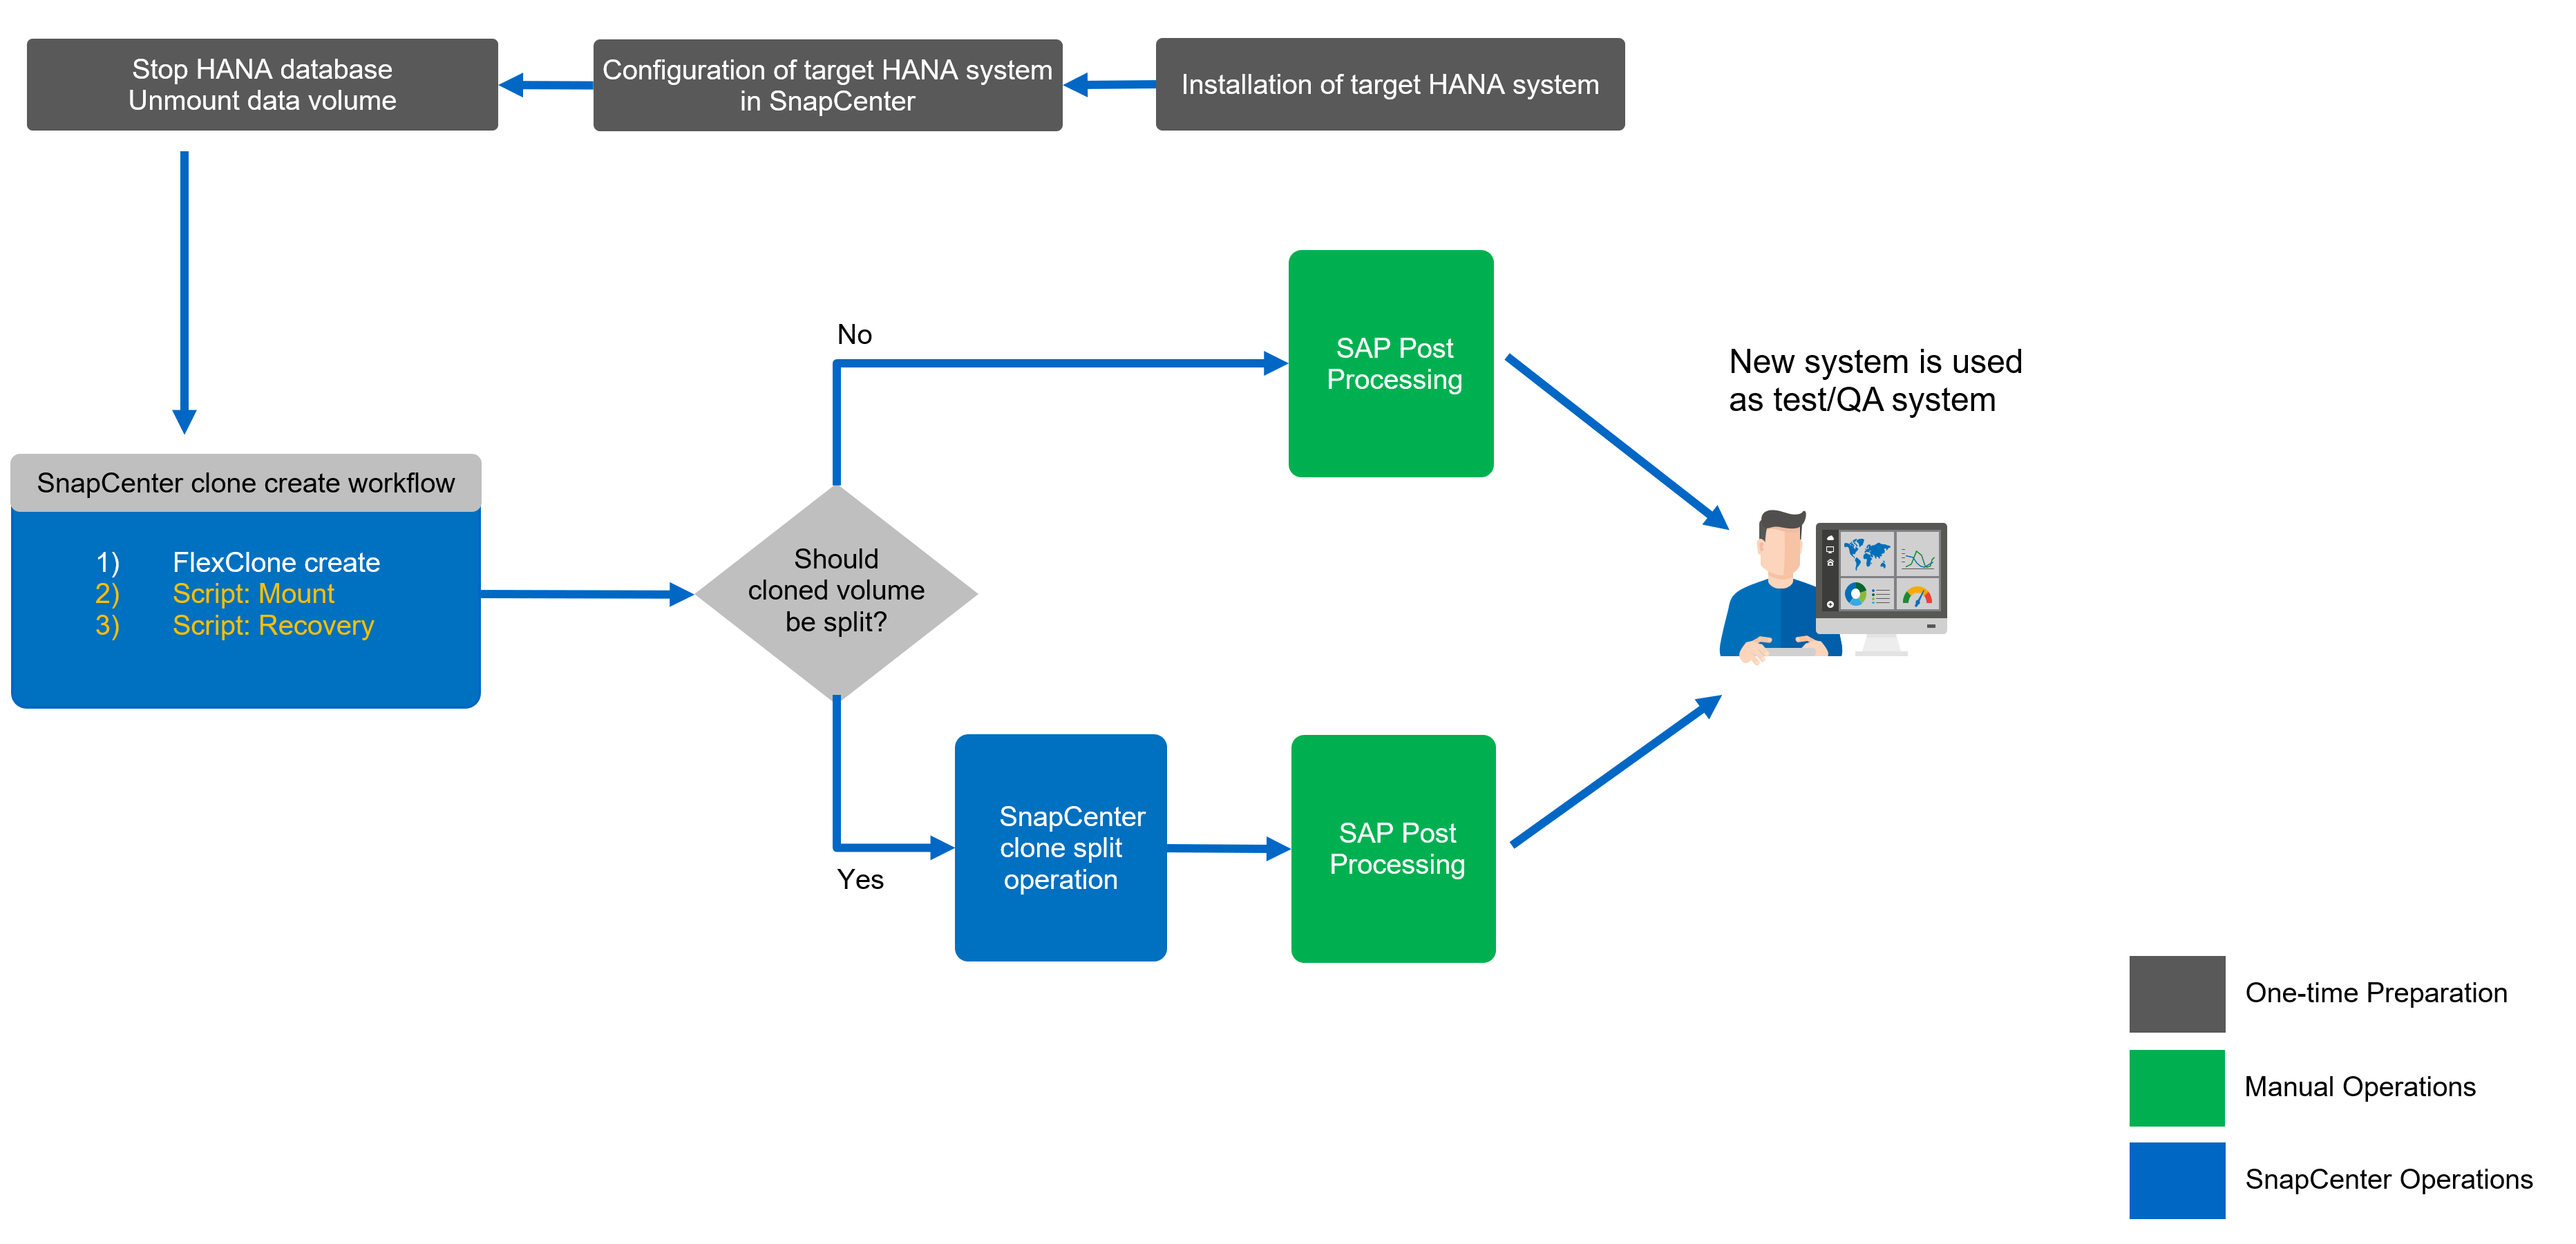 Stop HANA database
Unmount data volume
Configuration of target HANA system
in SnapCenter
Installation of target HANA system
SnapCenter clone create workflow
1) FlexClone create
2) Script: Mount
3) Script: Recovery
Should
cloned volume
be split?
No
SAP Post
Processing
New system is used
as test/QA system
Yes
SnapCenter
clone split
operation
SAP Post
Processing
One-time Preparation
Manual Operations
SnapCenter Operations